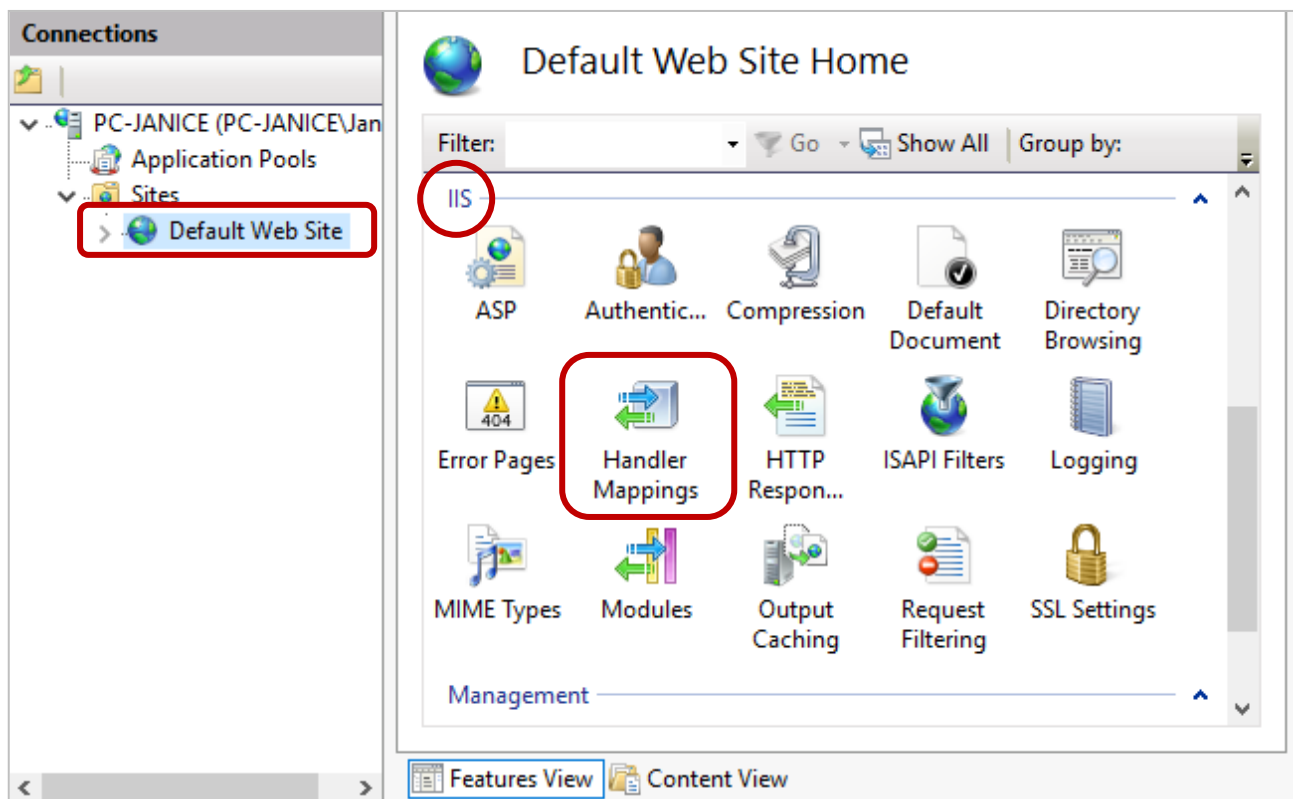 Connections
PC-JANICE (PC-JANICE\Jan
Application Pools
Sites
Default Web Site
Default Web Site Home
Filter:
Go
Show All
Group by:
IIS
ASP
Authentic...
Compression
Default
Document
Directory
Browsing
404
Error Pages
Handler
Mappings
HTTP
Respon...
ISAPI Filters
Logging
MIME Types
Modules
Output
Caching
Request
Filtering
SSL Settings
Management
Features View
Content View